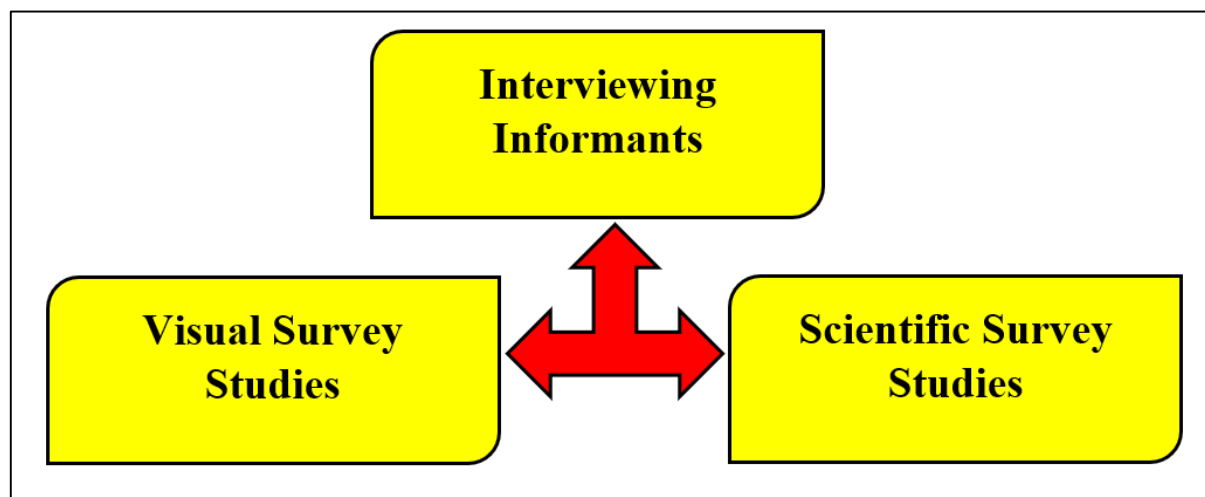 Interviewing
Informants
Visual Survey
Studies
Scientific Survey
Studies